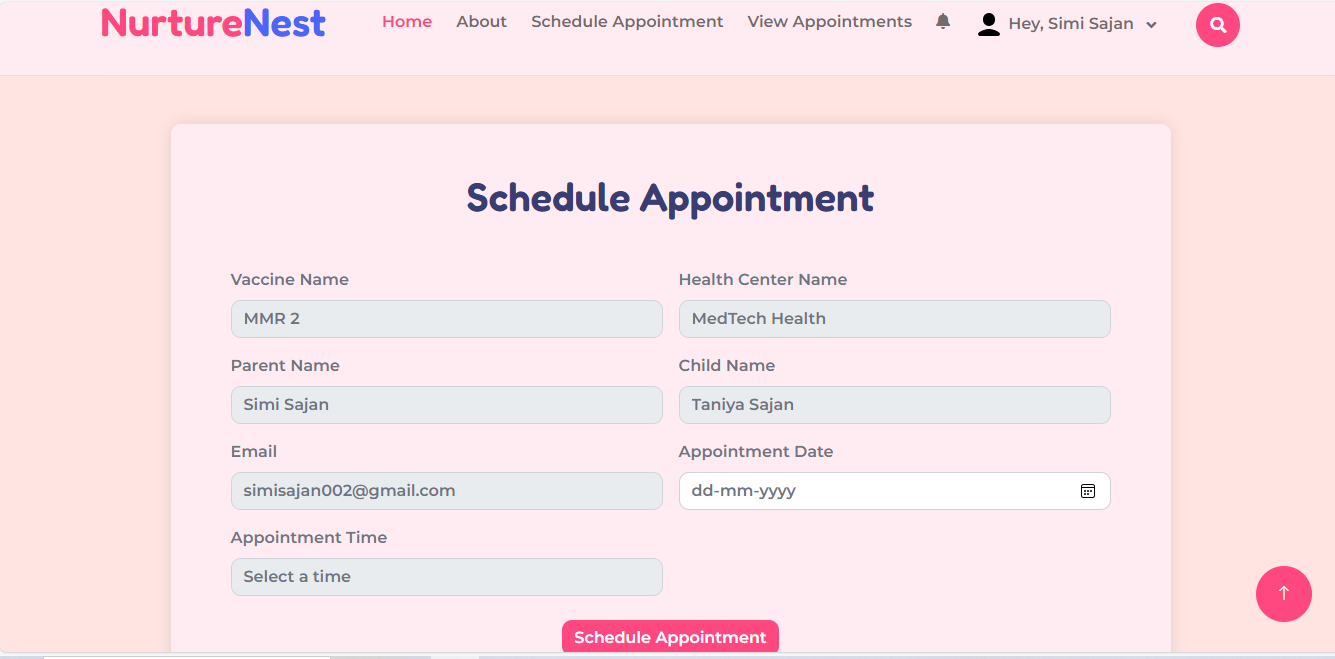 NurtureNest Home About Schedule Appointment View Appointments Hey, Simi Sajan
Schedule Appointment
Vaccine Name Health Center Name
MMR 2 MedTech Health
Parent Name Child Name
Simi Sajan Taniya Sajan
Email Appointment Date
simisajan002@gmail.com dd-mm-yyyy
Appointment Time
Select a time
Schedule Appointment